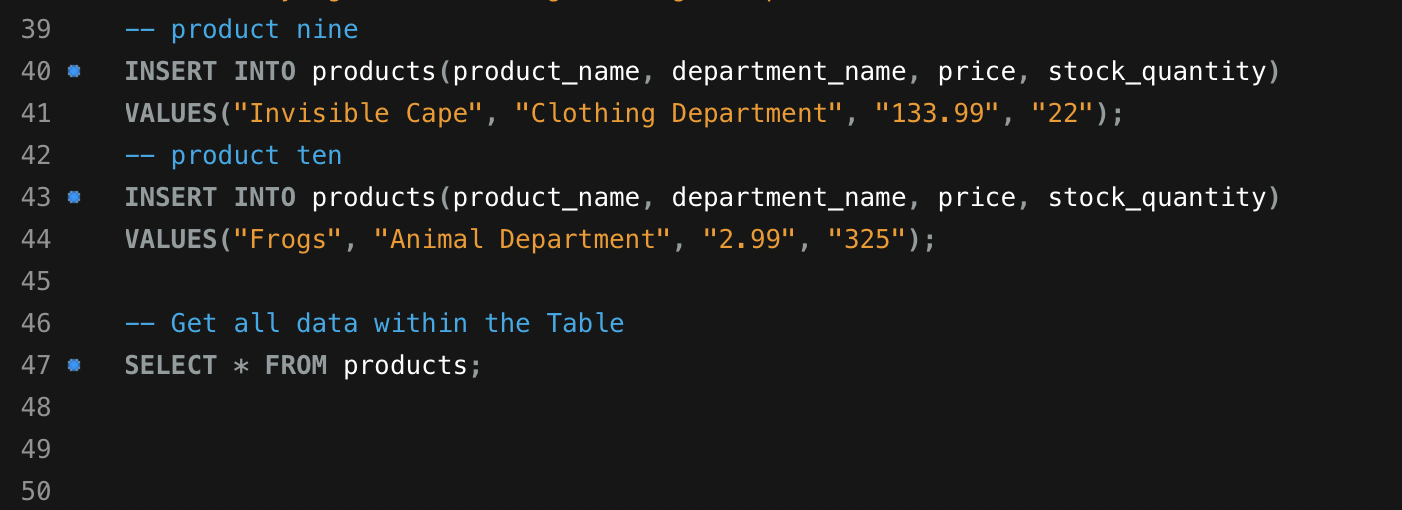 39 -- product nine
40 INSERT INTO products(product_name, department_name, price, stock_quantity)
41 VALUES("Invisible Cape", "Clothing Department", "133.99", "22");
42 -- product ten
43 INSERT INTO products(product_name, department_name, price, stock_quantity)
44 VALUES("Frogs", "Animal Department", "2.99", "325");
45
46 -- Get all data within the Table
47 SELECT * FROM products;
48
49
50